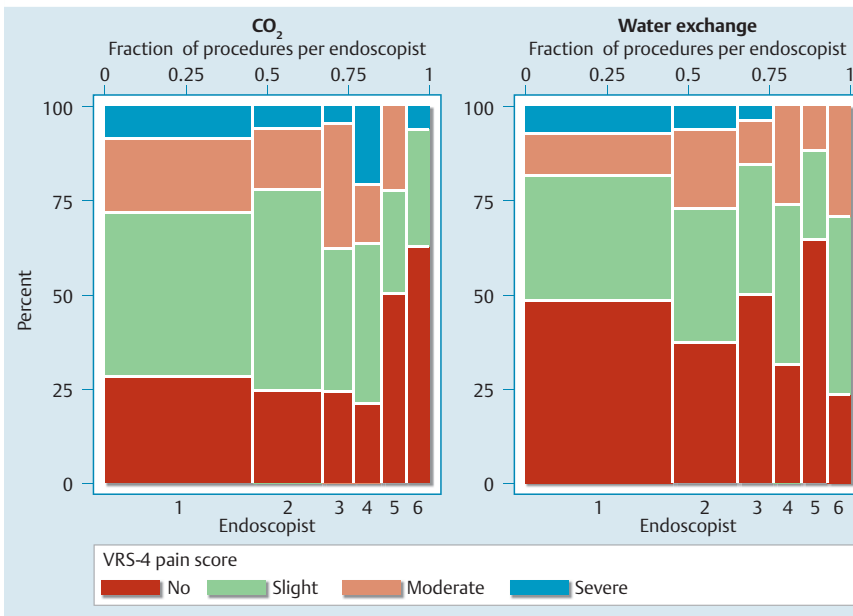 CO2
Fraction of procedures per endoscopist
0 0.25 0.5 0.75 1
100
75
50
25
0
Percent
1 2 3 4 5 6
Endoscopist
Water exchange
Fraction of procedures per endoscopist
0 0.25 0.5 0.75 1
100
75
50
25
0
1 2 3 4 5 6
Endoscopist
VRS-4 pain score
No Slight Moderate Severe